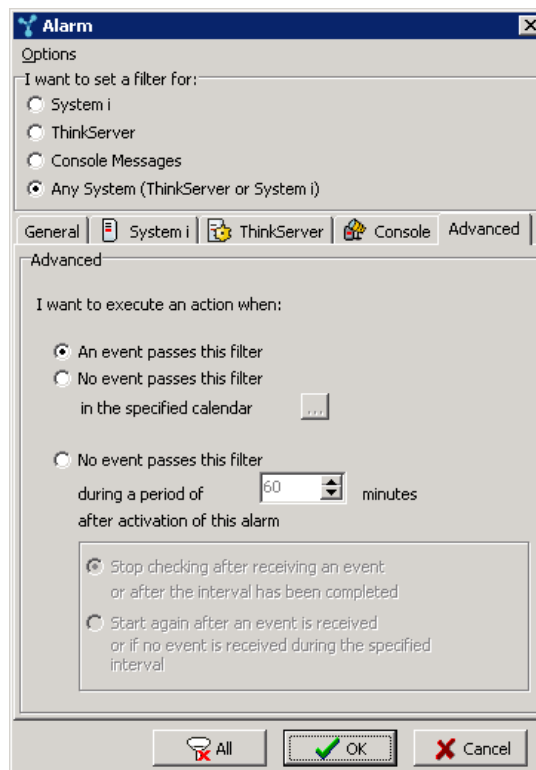 Alarm
Options
I want to set a filter for:
System i
ThinkServer
Console Messages
Any System (ThinkServer or System i)
General System i ThinkServer Console Advanced
Advanced
I want to execute an action when:
An event passes this filter
No event passes this filter
in the specified calendar ...
No event passes this filter
during a period of 60 minutes
after activation of this alarm
Stop checking after receiving an event
or after the interval has been completed
Start again after an event is received
or if no event is received during the specified
interval
All OK Cancel